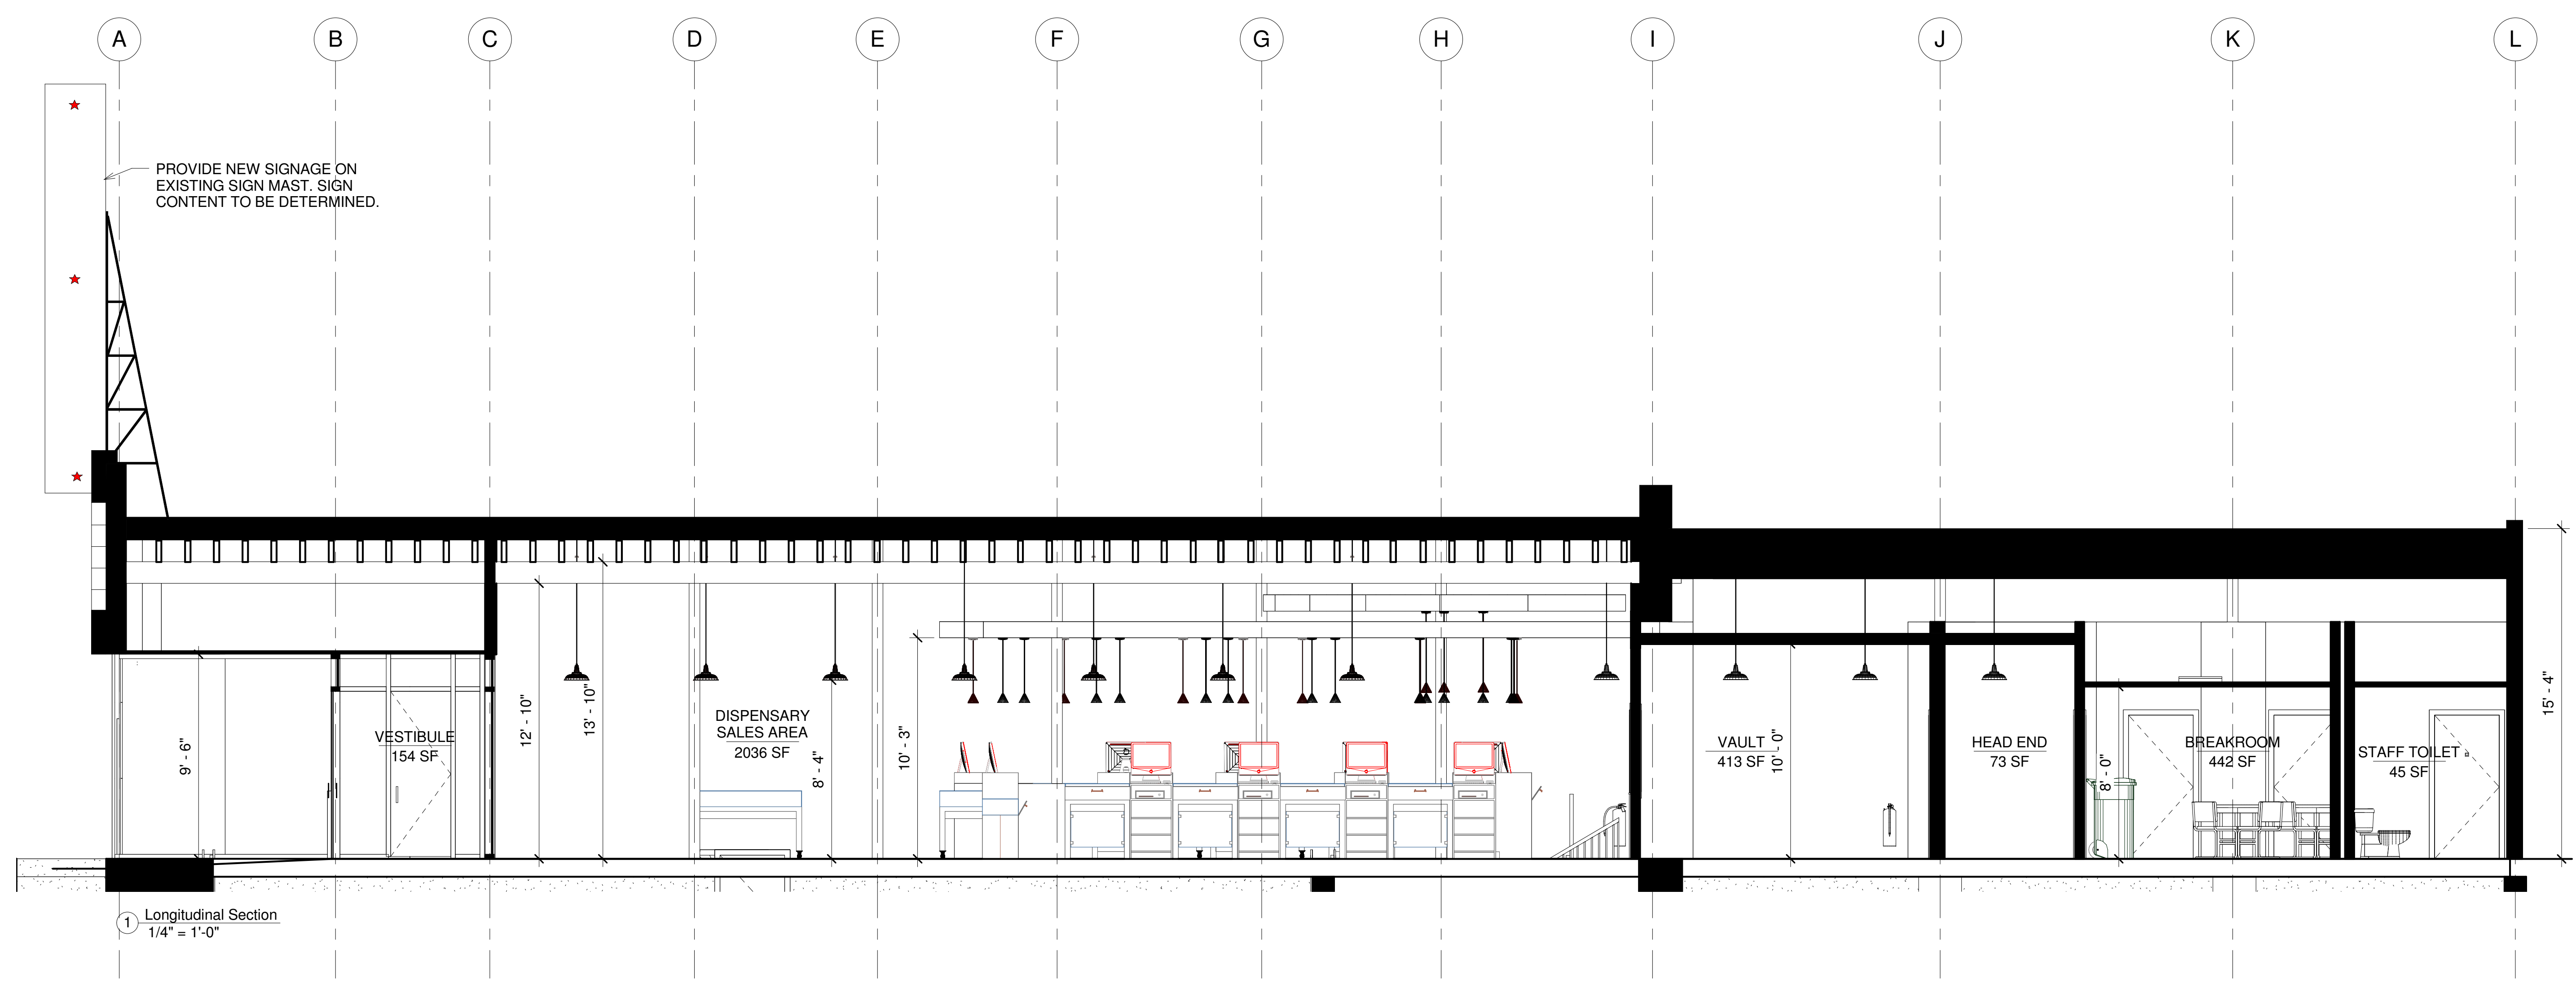 A B C D E F G H I J K L
PROVIDE NEW SIGNAGE ON
EXISTING SIGN MAST. SIGN
CONTENT TO BE DETERMINED.
9' - 6"
VESTIBULE
154 SF
12' - 10"
13' - 10"
DISPENSARY
SALES AREA
2036 SF
8' - 4"
10' - 3"
VAULT
413 SF
10' - 0"
HEAD END
73 SF
8' - 0"
BREAKROOM
442 SF
STAFF TOILET
45 SF
15' - 4"
1 Longitudinal Section
1/4" = 1'-0"